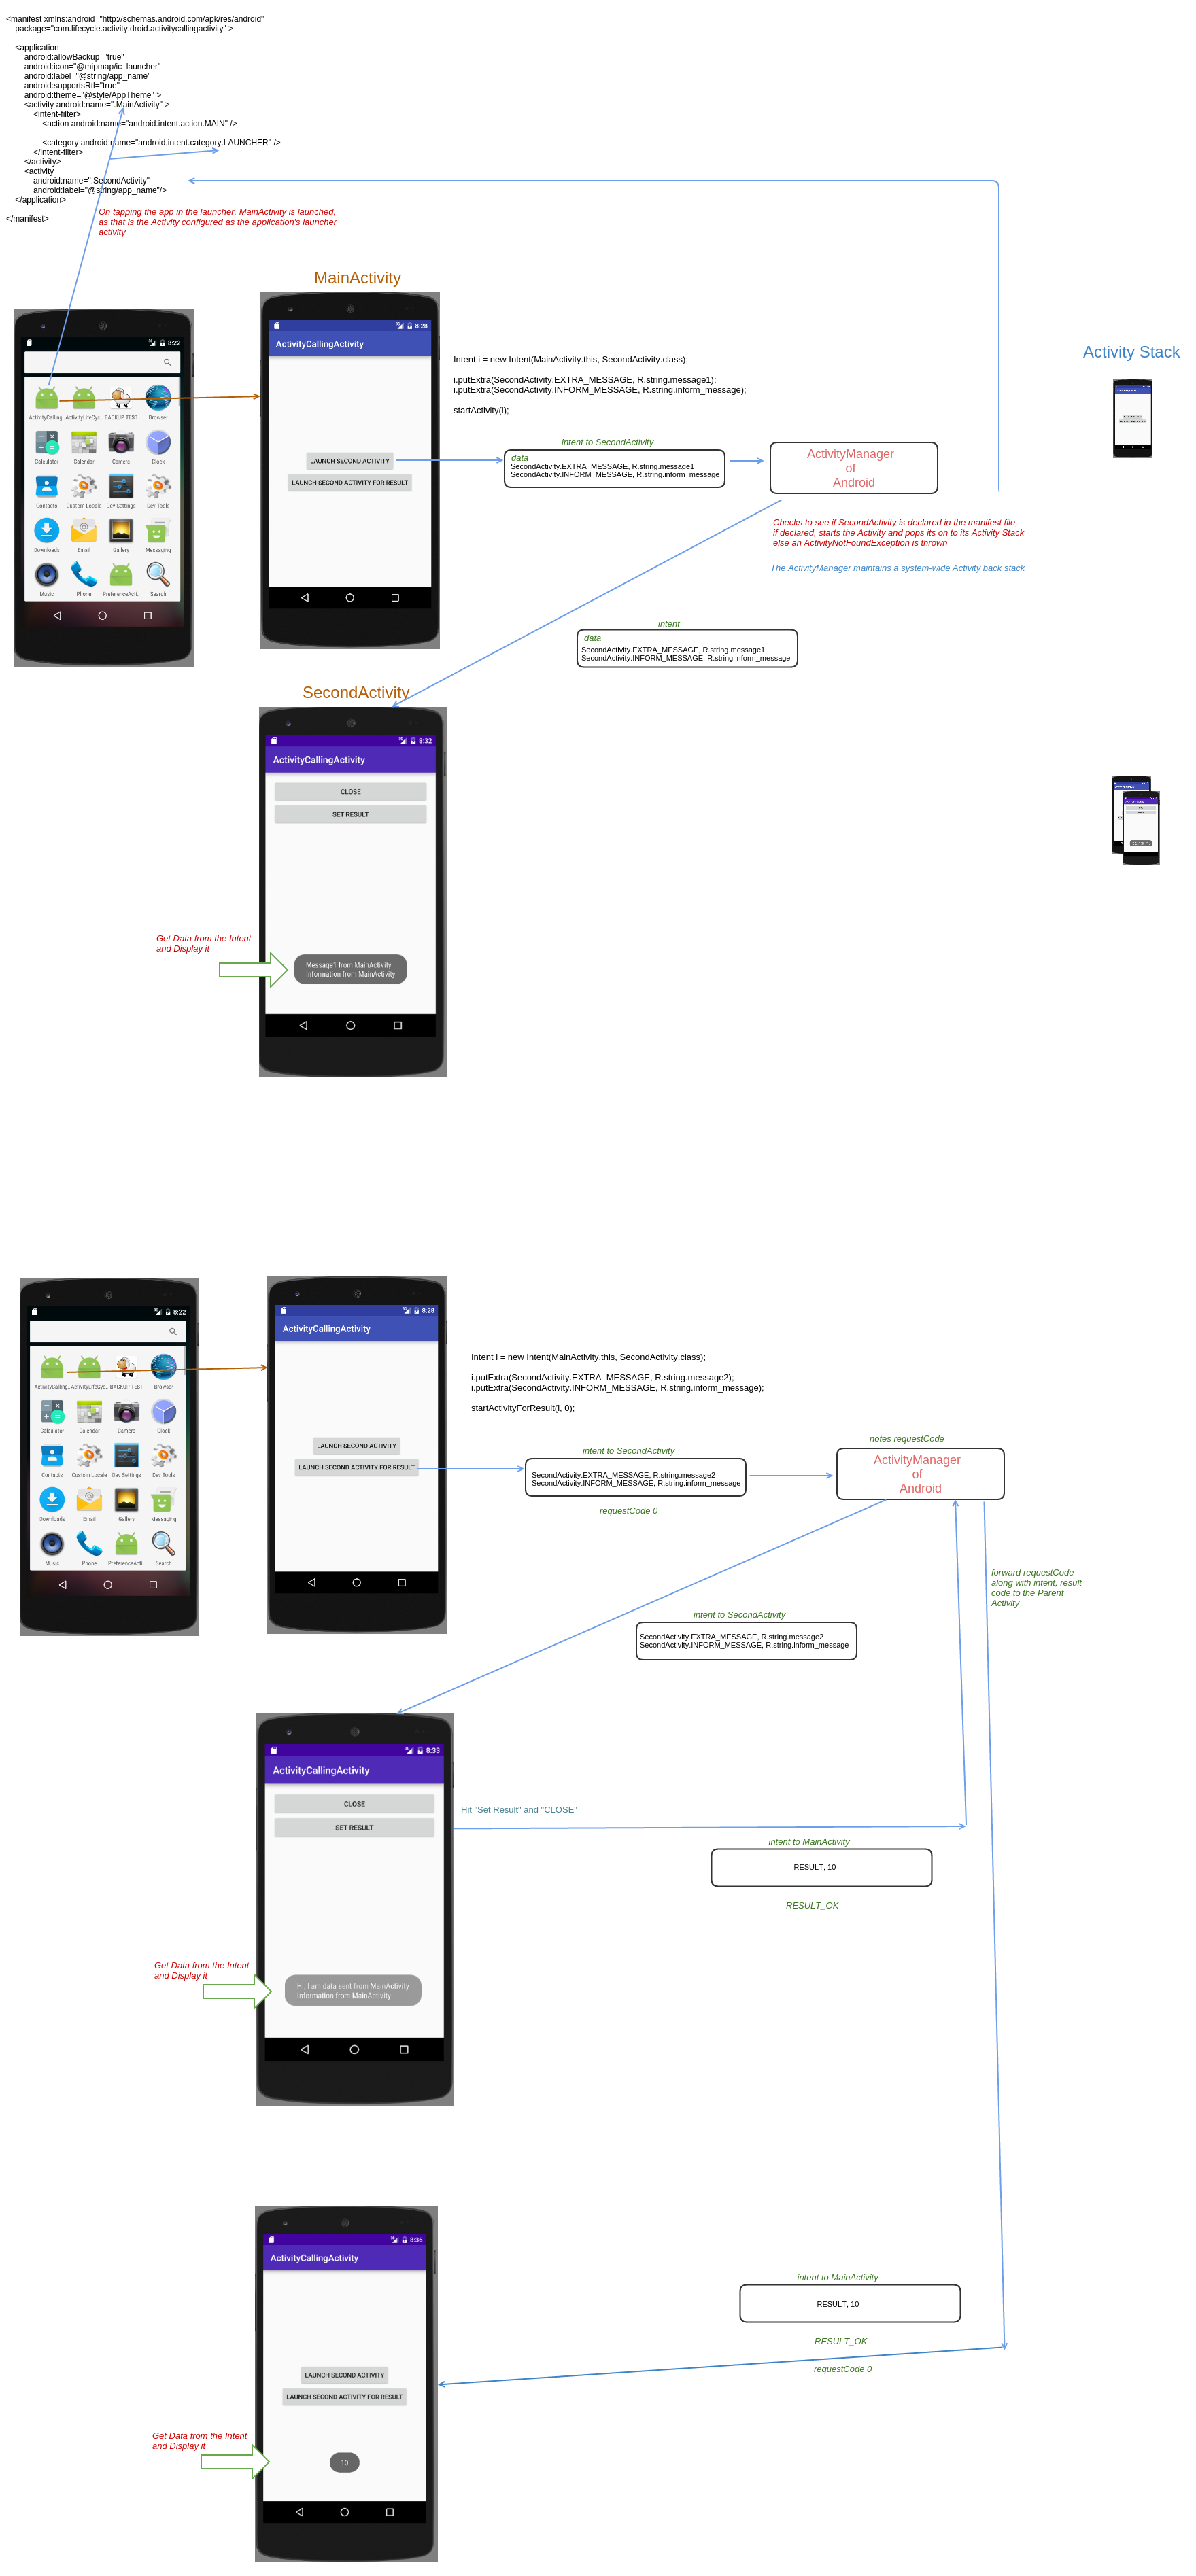 <manifest xmlns:android="http://schemas.android.com/apk/res/android"
package="com.lifecycle.activity.droid.activitycallingactivity" >
<application
android:allowBackup="true"
android:icon="@mipmap/ic_launcher"
android:label="@string/app_name"
android:supportsRtl="true"
android:theme="@style/AppTheme" >
<activity android:name=".MainActivity" >
<intent-filter>
<action android:name="android.intent.action.MAIN" />
<category android:name="android.intent.category.LAUNCHER" />
</intent-filter>
</activity>
<activity
android:name=".SecondActivity"
android:label="@string/app_name"/>
</application>
</manifest>
On tapping the app in the launcher, MainActivity is launched,
as that is the Activity configured as the application's launcher
activity
MainActivity
8:22
ActivityCalling.. ActivityLifeCyc.. BACKUP TEST Browser
Calculator Calendar Camera Clock
Contacts Custom Locale Dev Settings Dev Tools
Downloads Email Gallery Messaging
Music Phone PreferenceActi.. Search
8:28
ActivityCallingActivity
LAUNCH SECOND ACTIVITY
LAUNCH SECOND ACTIVITY FOR RESULT
Intent i = new Intent(MainActivity.this, SecondActivity.class);
i.putExtra(SecondActivity.EXTRA_MESSAGE, R.string.message1);
i.putExtra(SecondActivity.INFORM_MESSAGE, R.string.inform_message);
startActivity(i);
Activity Stack
intent to SecondActivity
data
SecondActivity.EXTRA_MESSAGE, R.string.message1
SecondActivity.INFORM_MESSAGE, R.string.inform_message
ActivityManager
of
Android
Checks to see if SecondActivity is declared in the manifest file,
if declared, starts the Activity and pops its on to its Activity Stack
else an ActivityNotFoundException is thrown
The ActivityManager maintains a system-wide Activity back stack
intent
data
SecondActivity.EXTRA_MESSAGE, R.string.message1
SecondActivity.INFORM_MESSAGE, R.string.inform_message
SecondActivity
8:32
ActivityCallingActivity
CLOSE
SET RESULT
Get Data from the Intent
and Display it
Message1 from MainActivity
Information from MainActivity
8:22
ActivityCalling.. ActivityLifeCyc.. BACKUP TEST Browser
Calculator Calendar Camera Clock
Contacts Custom Locale Dev Settings Dev Tools
Downloads Email Gallery Messaging
Music Phone PreferenceActi.. Search
8:28
ActivityCallingActivity
LAUNCH SECOND ACTIVITY
LAUNCH SECOND ACTIVITY FOR RESULT
Intent i = new Intent(MainActivity.this, SecondActivity.class);
i.putExtra(SecondActivity.EXTRA_MESSAGE, R.string.message2);
i.putExtra(SecondActivity.INFORM_MESSAGE, R.string.inform_message);
startActivityForResult(i, 0);
intent to SecondActivity
SecondActivity.EXTRA_MESSAGE, R.string.message2
SecondActivity.INFORM_MESSAGE, R.string.inform_message
requestCode 0
notes requestCode
ActivityManager
of
Android
forward requestCode
along with intent, result
code to the Parent
Activity
intent to SecondActivity
SecondActivity.EXTRA_MESSAGE, R.string.message2
SecondActivity.INFORM_MESSAGE, R.string.inform_message
8:33
ActivityCallingActivity
CLOSE
SET RESULT
Hit "Set Result" and "CLOSE"
intent to MainActivity
RESULT, 10
RESULT_OK
Get Data from the Intent
and Display it
Hi, I am data sent from MainActivity
Information from MainActivity
8:36
ActivityCallingActivity
LAUNCH SECOND ACTIVITY
LAUNCH SECOND ACTIVITY FOR RESULT
intent to MainActivity
RESULT, 10
RESULT_OK
requestCode 0
Get Data from the Intent
and Display it
10